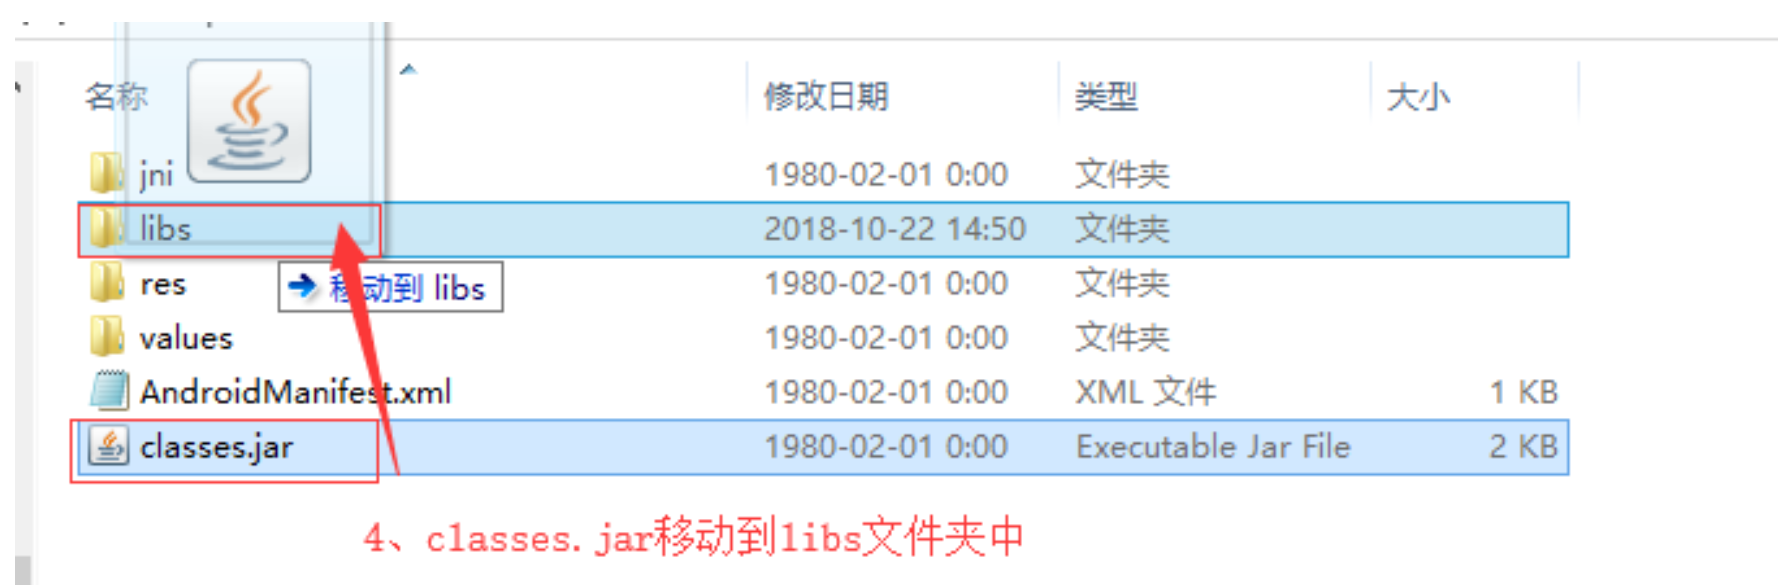 名称 修改日期 类型 大小
jni 1980-02-01 0:00 文件夹
libs 2018-10-22 14:50 文件夹
res 1980-02-01 0:00 文件夹
移动到 libs
values 1980-02-01 0:00 文件夹
AndroidManifest.xml 1980-02-01 0:00 XML 文件 1 KB
classes.jar 1980-02-01 0:00 Executable Jar File 2 KB
4、classes.jar移动到libs文件夹中